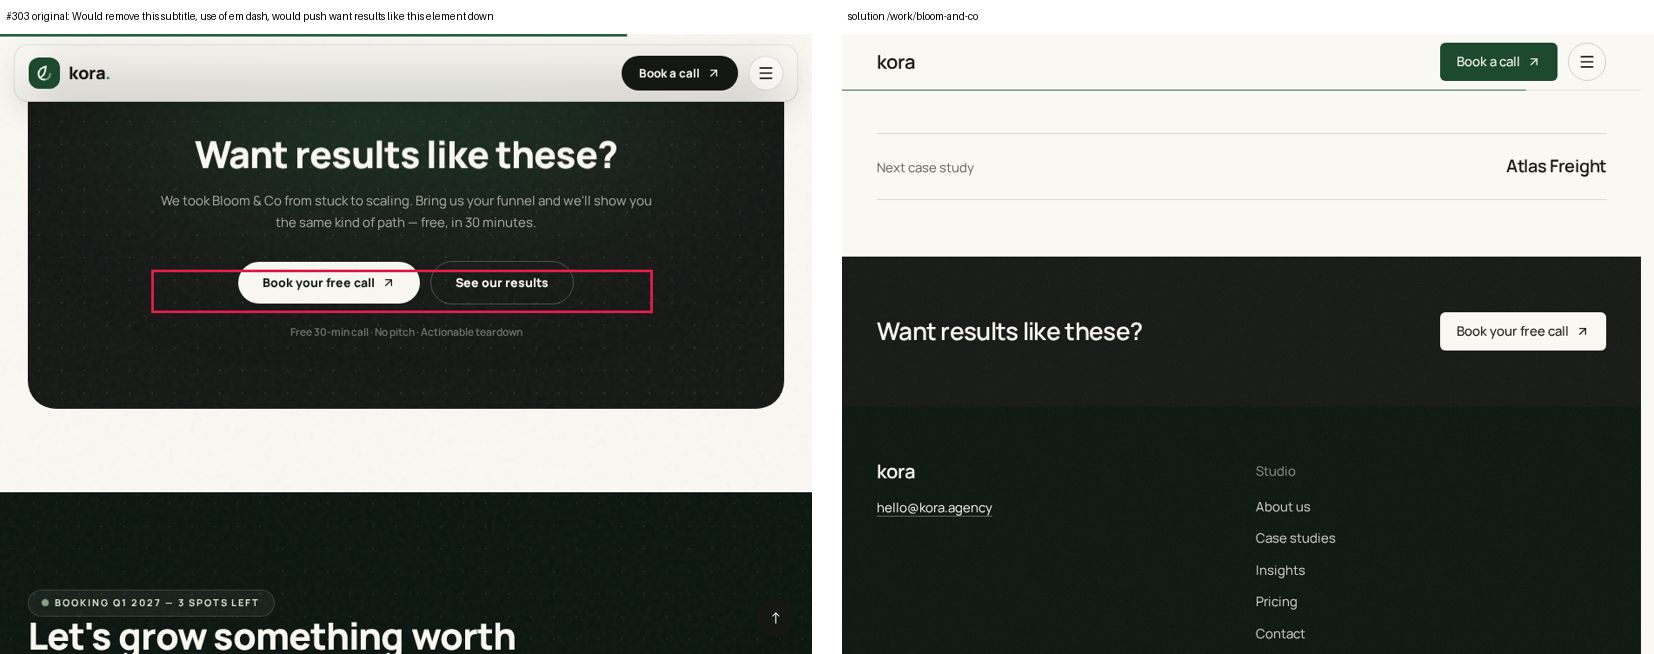 #303 original: Would remove this subtitle, use of em dash, would push want results like this element down
kora.
Book a call
Want results like these?
We took Bloom & Co from stuck to scaling. Bring us your funnel and we'll show you
the same kind of path — free, in 30 minutes.
Book your free call
See our results
Free 30-min call · No pitch · Actionable teardown
BOOKING Q1 2027 — 3 SPOTS LEFT
Let's grow something worth
solution /work/bloom-and-co
kora
Book a call
Next case study
Atlas Freight
Want results like these?
Book your free call
kora
hello@kora.agency
Studio
About us
Case studies
Insights
Pricing
Contact